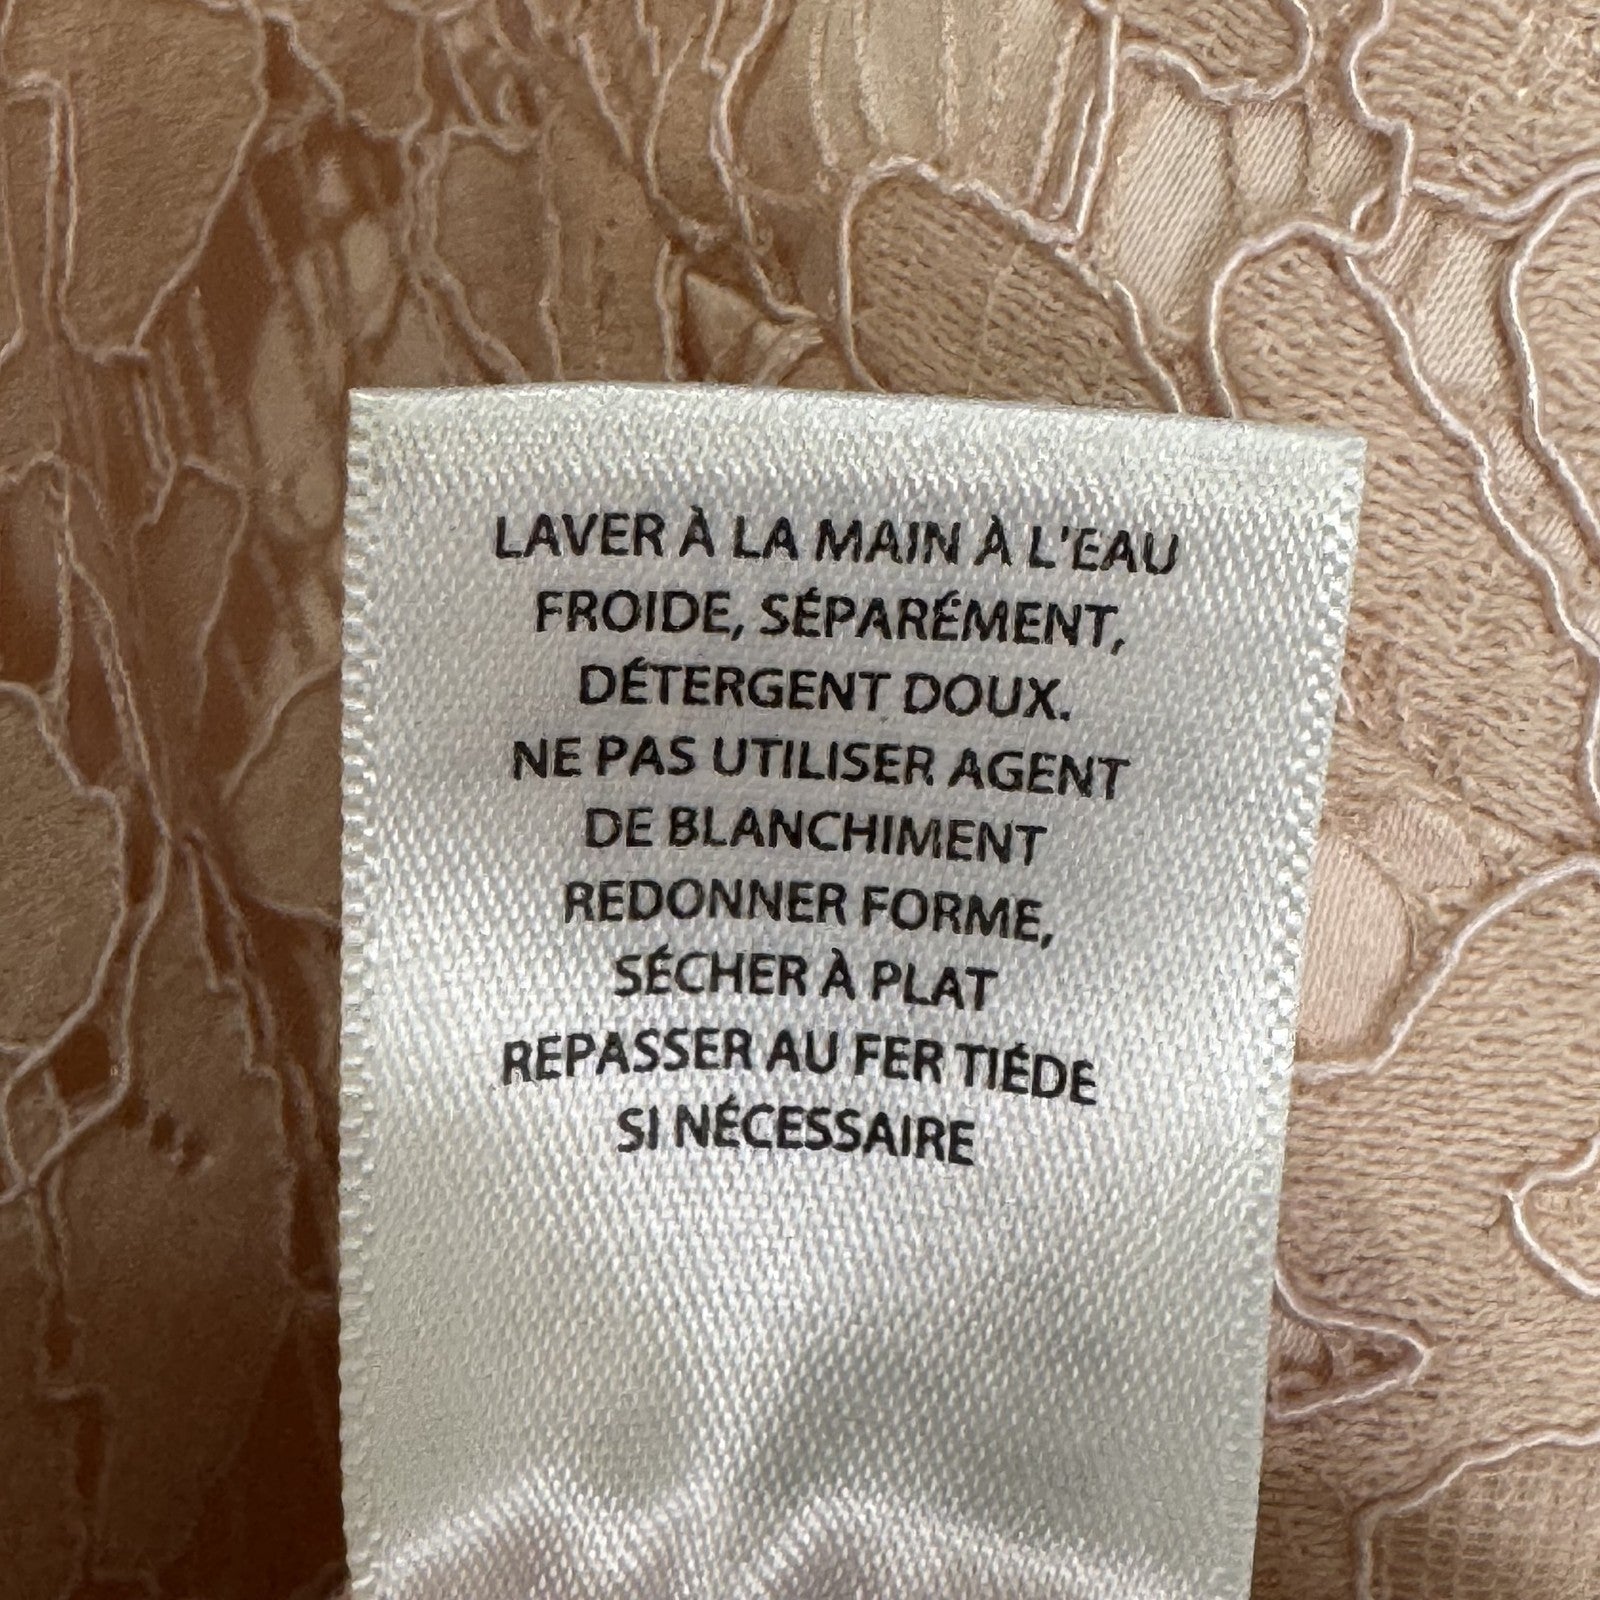 LAVER À LA MAIN À L'EAU
FROIDE, SÉPARÉMENT,
DÉTERGENT DOUX.
NE PAS UTILISER AGENT
DE BLANCHIMENT
REDONNER FORME,
SÉCHER À PLAT
REPASSER AU FER TIÉDE
SI NÉCESSAIRE